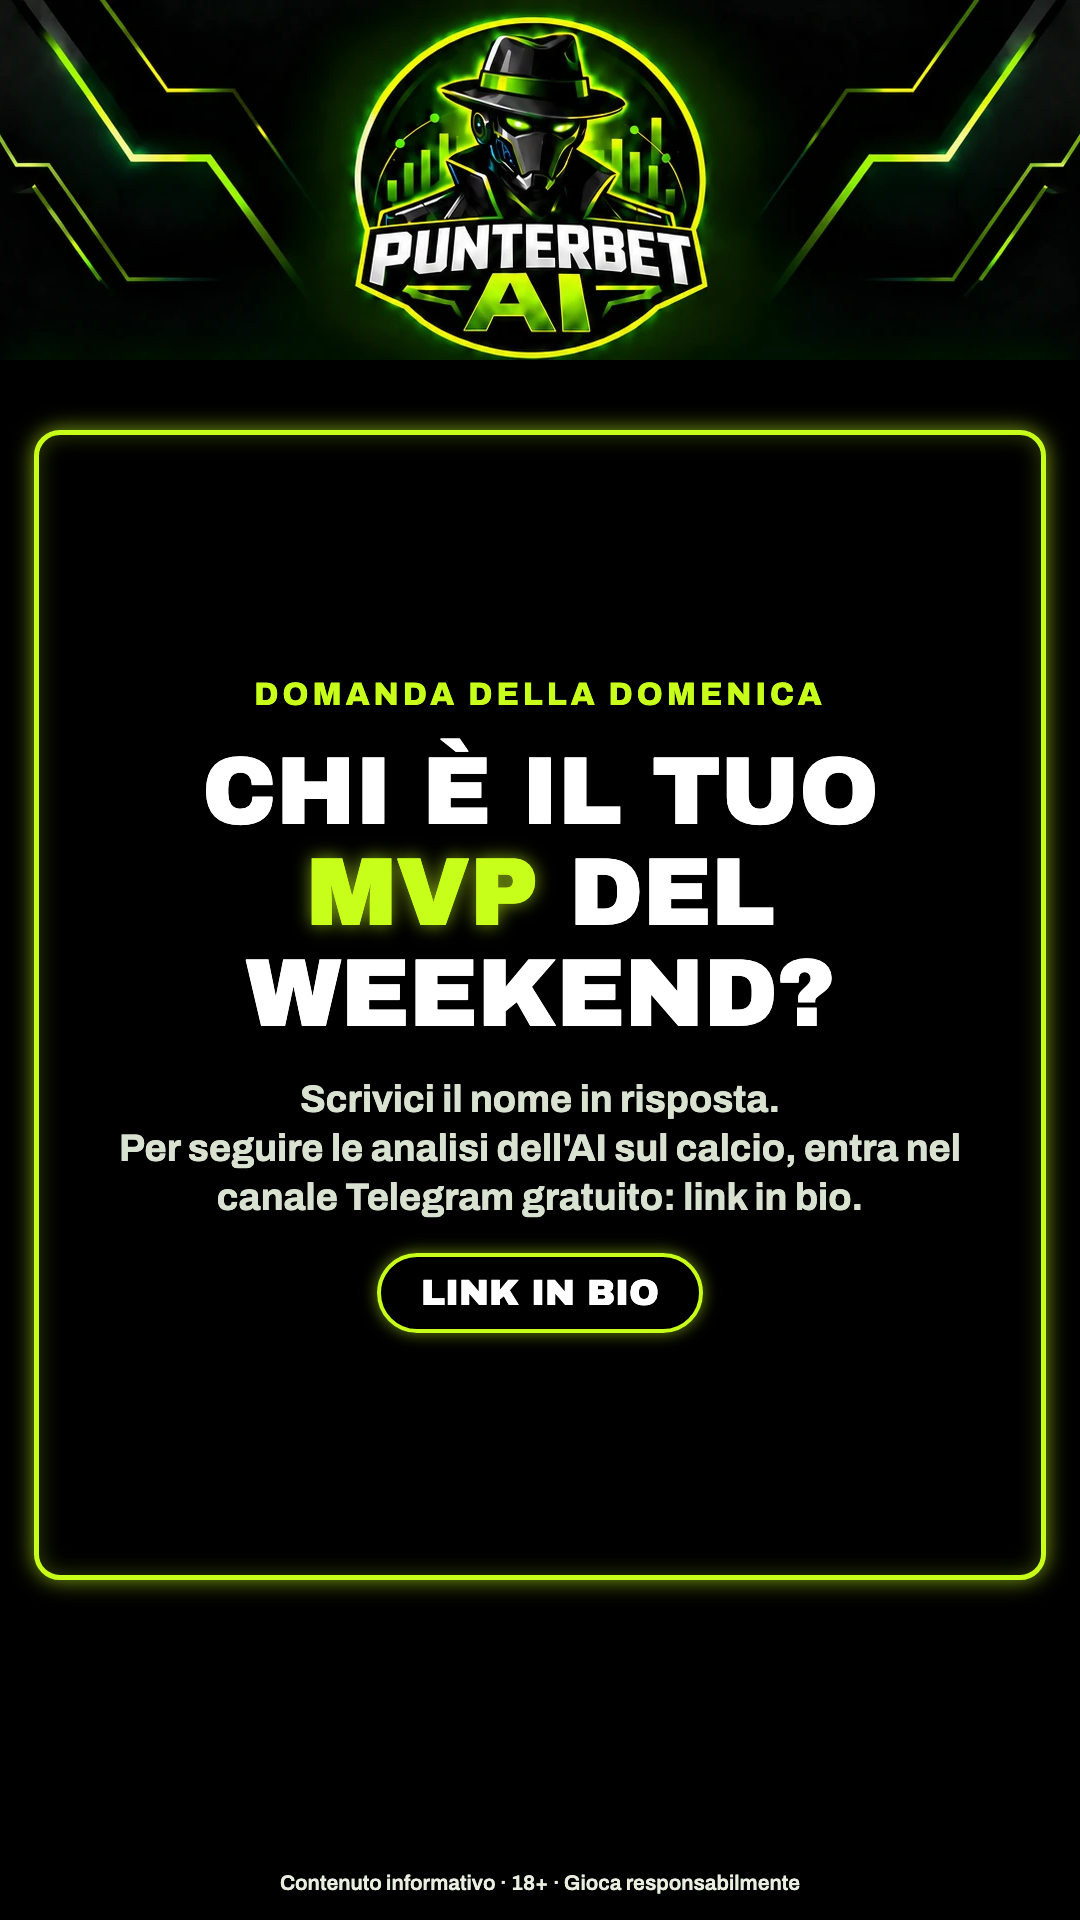 PUNTERBET
AI
DOMANDA DELLA DOMENICA
CHI È IL TUO
MVP DEL
WEEKEND?
Scrivici il nome in risposta.
Per seguire le analisi dell'AI sul calcio, entra nel
canale Telegram gratuito: link in bio.
LINK IN BIO
Contenuto informativo · 18+ · Gioca responsabilmente